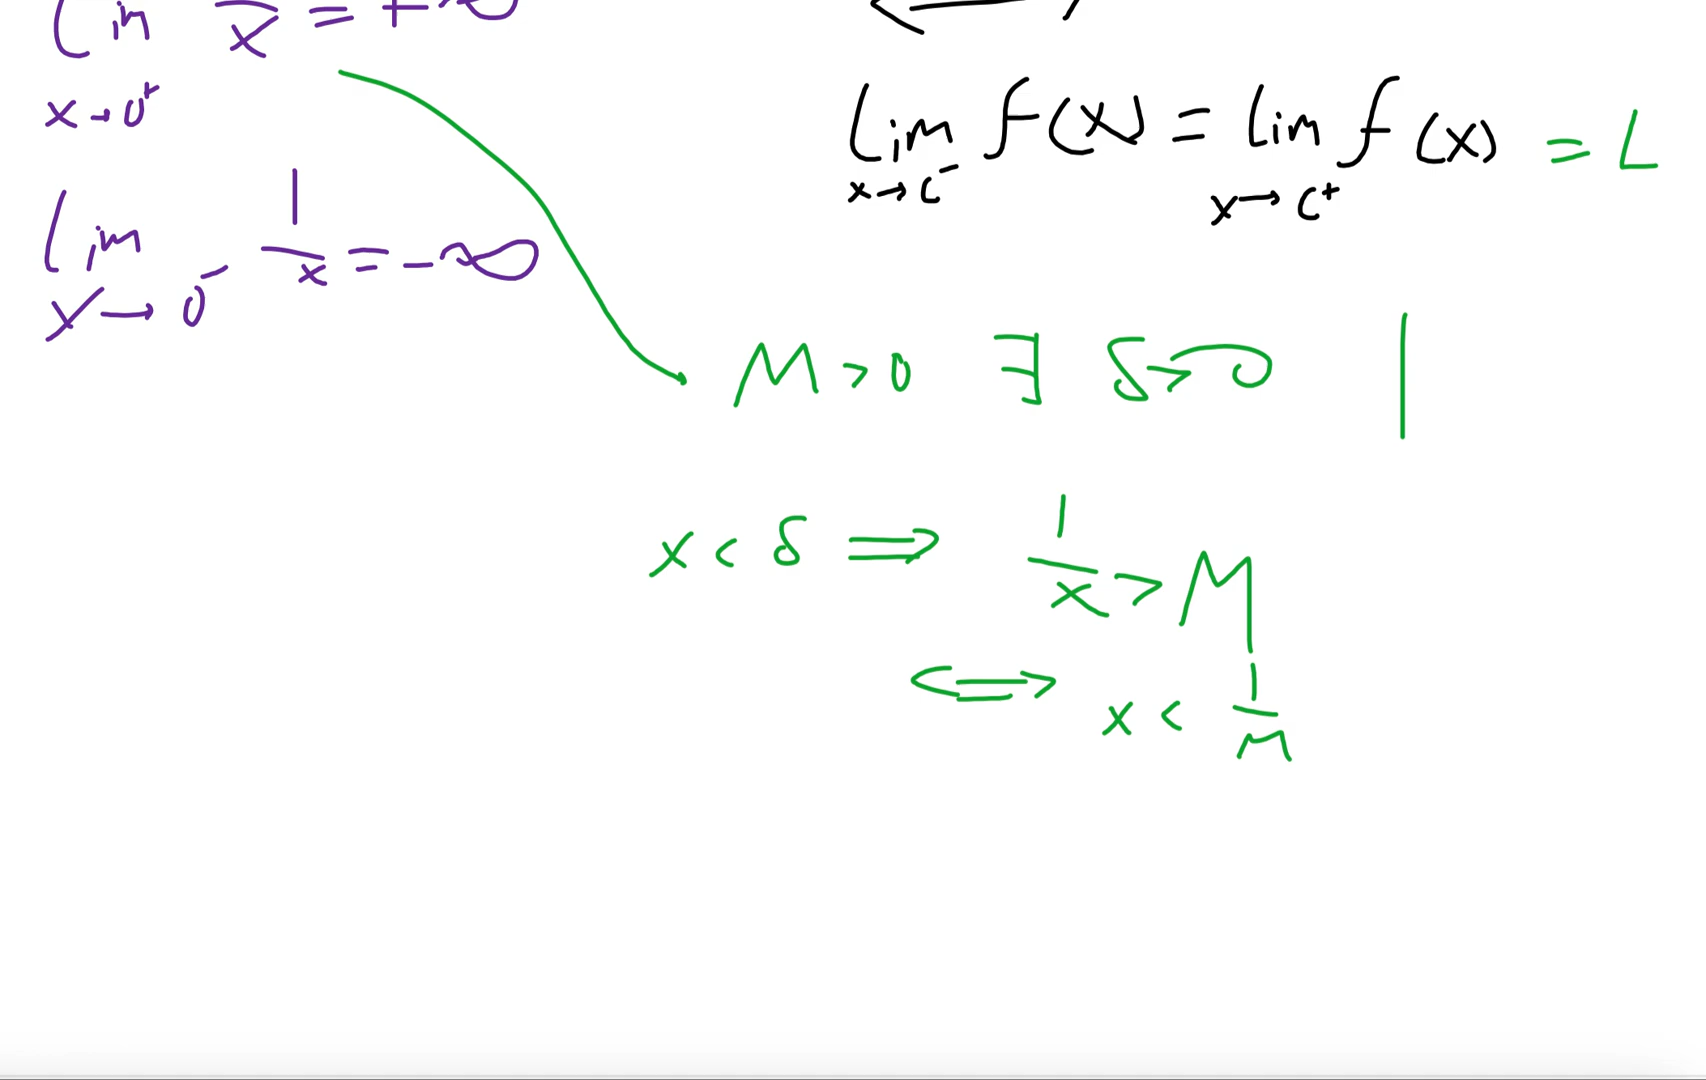 lim 1/x = +∞
x→0⁺
lim 1/x = -∞
x→0⁻
⟺
lim f(x) = lim f(x) = L
x→c⁻ x→c⁺
M > 0 ∃ δ > 0 |
x < δ ⟹ 1/x > M
⟺ x < 1/M